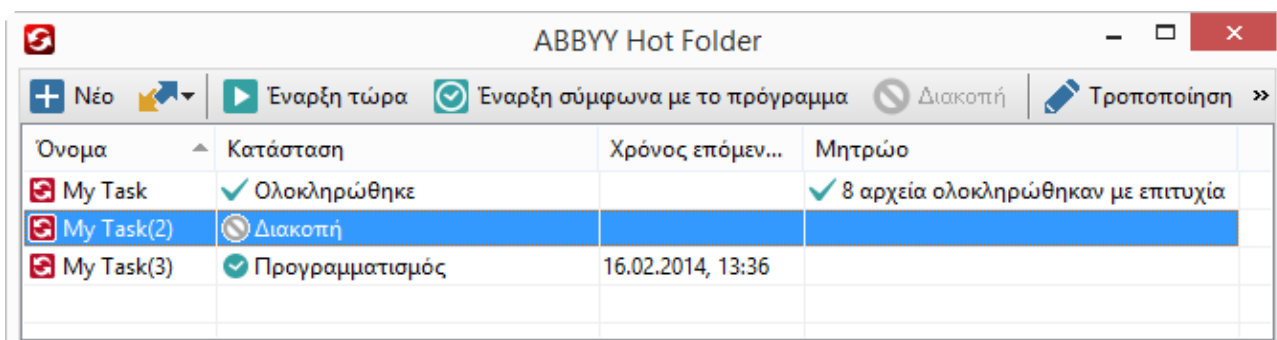 ABBYY Hot Folder
Νέο Έναρξη τώρα Έναρξη σύμφωνα με το πρόγραμμα Διακοπή Τροποποίηση »
Όνομα Κατάσταση Χρόνος επόμεν... Μητρώο
My Task Ολοκληρώθηκε 8 αρχεία ολοκληρώθηκαν με επιτυχία
My Task(2) Διακοπή
My Task(3) Προγραμματισμός 16.02.2014, 13:36